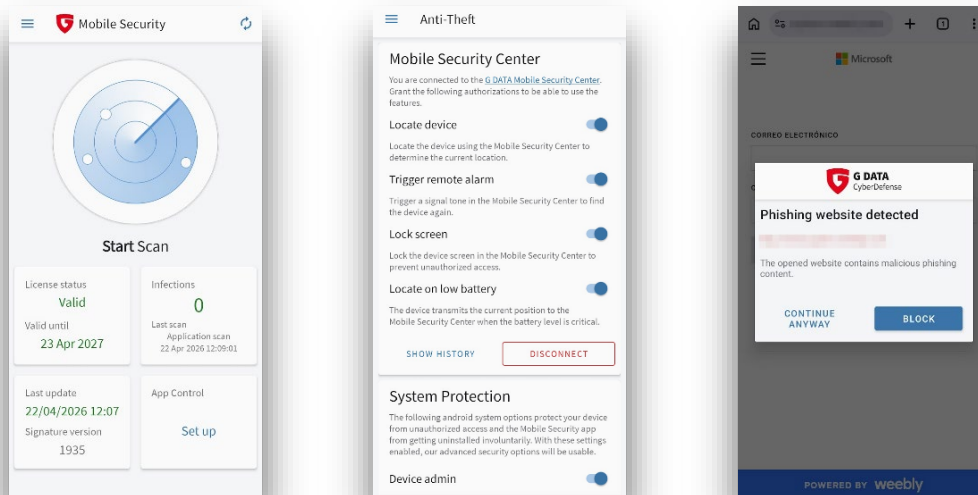 Mobile Security
Start Scan
License status
Valid
Valid until
23 Apr 2027
Infections
0
Last scan
Application scan
22 Apr 2026 12:09:01
Last update
22/04/2026 12:07
Signature version
1935
App Control
Set up
Anti-Theft
Mobile Security Center
You are connected to the G DATA Mobile Security Center.
Grant the following authorizations to be able to use the
features.
Locate device
Locate the device using the Mobile Security Center to
determine the current location.
Trigger remote alarm
Trigger a signal tone in the Mobile Security Center to find
the device again.
Lock screen
Lock the device screen in the Mobile Security Center to
prevent unauthorized access.
Locate on low battery
The device transmits the current position to the
Mobile Security Center when the battery level is critical.
SHOW HISTORY
DISCONNECT
System Protection
The following android system options protect your device
from unauthorized access and the Mobile Security app
from getting uninstalled involuntarily. With these settings
enabled, our advanced security options will be usable.
Device admin
1
Microsoft
CORREO ELECTRÓNICO
G DATA
CyberDefense
Phishing website detected
The opened website contains malicious phishing
content.
CONTINUE
ANYWAY
BLOCK
POWERED BY weebly